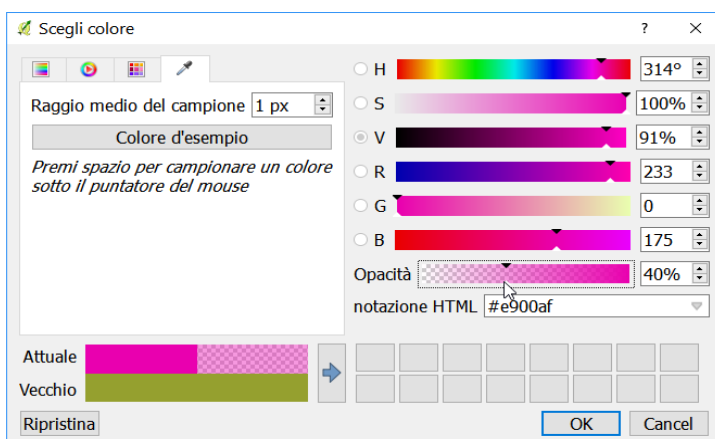 Scegli colore
?
Raggio medio del campione 1 px
Colore d'esempio
Premi spazio per campionare un colore
sotto il puntatore del mouse
H 314°
S 100%
V 91%
R 233
G 0
B 175
Opacità 40%
notazione HTML #e900af
Attuale
Vecchio
Ripristina
OK
Cancel